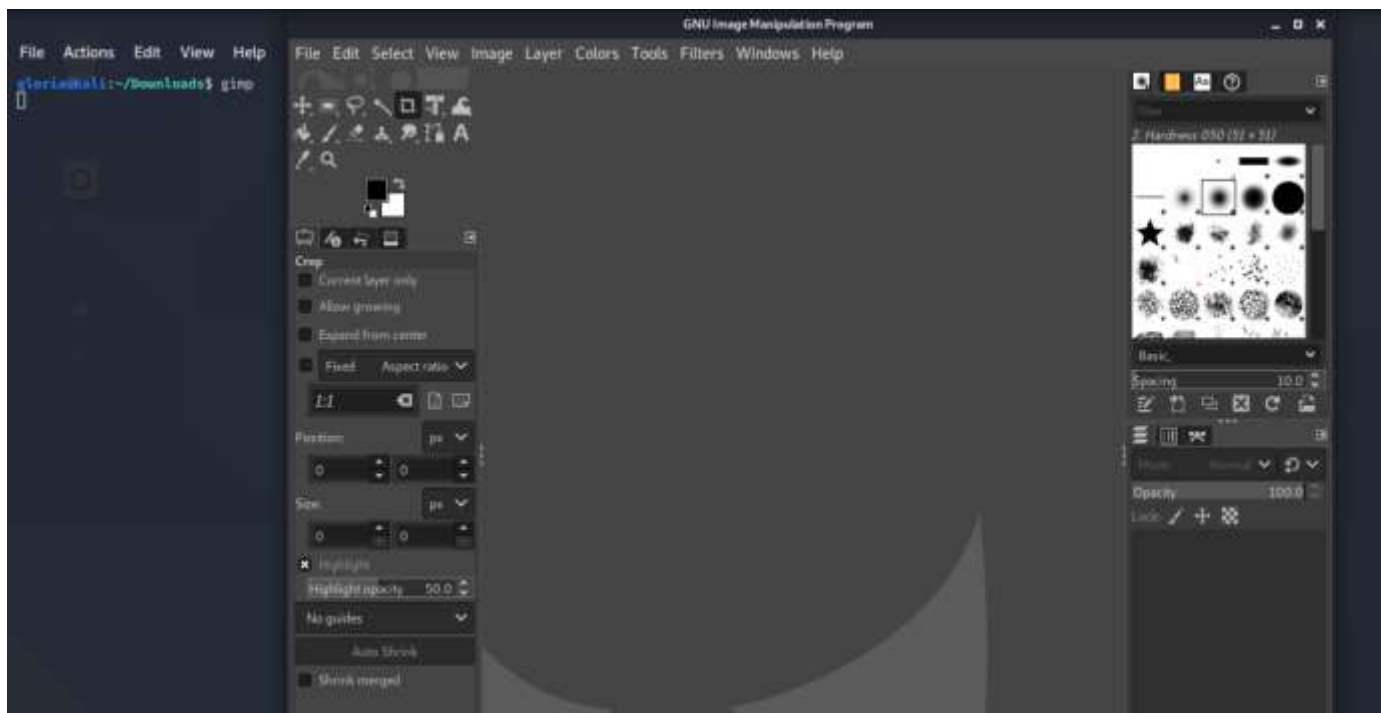 GNU Image Manipulation Program
File Actions Edit View Help
gloria@kali:~/Downloads$ gimp
File Edit Select View Image Layer Colors Tools Filters Windows Help
Aa
2. Hardness 050 (51 × 51)
Crop
Current layer only
Allow growing
Expand from center
Fixed Aspect ratio
1:1
Position: px
0 0
Size: px
0 0
Highlight
Highlight opacity 50.0
No guides
Auto Shrink
Shrink merged
Basic,
Spacing 10.0
Mode Normal
Opacity 100.0
Lock: